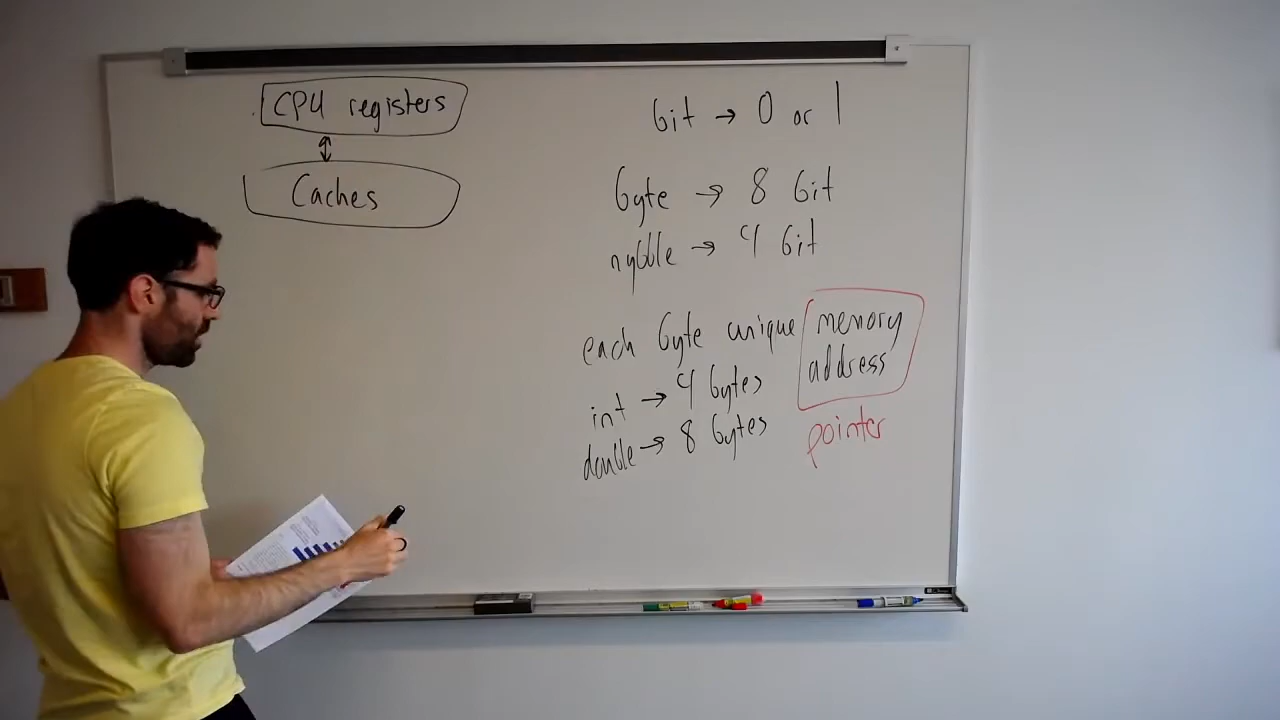 CPU registers
Caches
bit → 0 or 1
byte → 8 bit
nybble → 4 bit
each byte unique memory
address
int → 4 bytes
double → 8 bytes
pointer